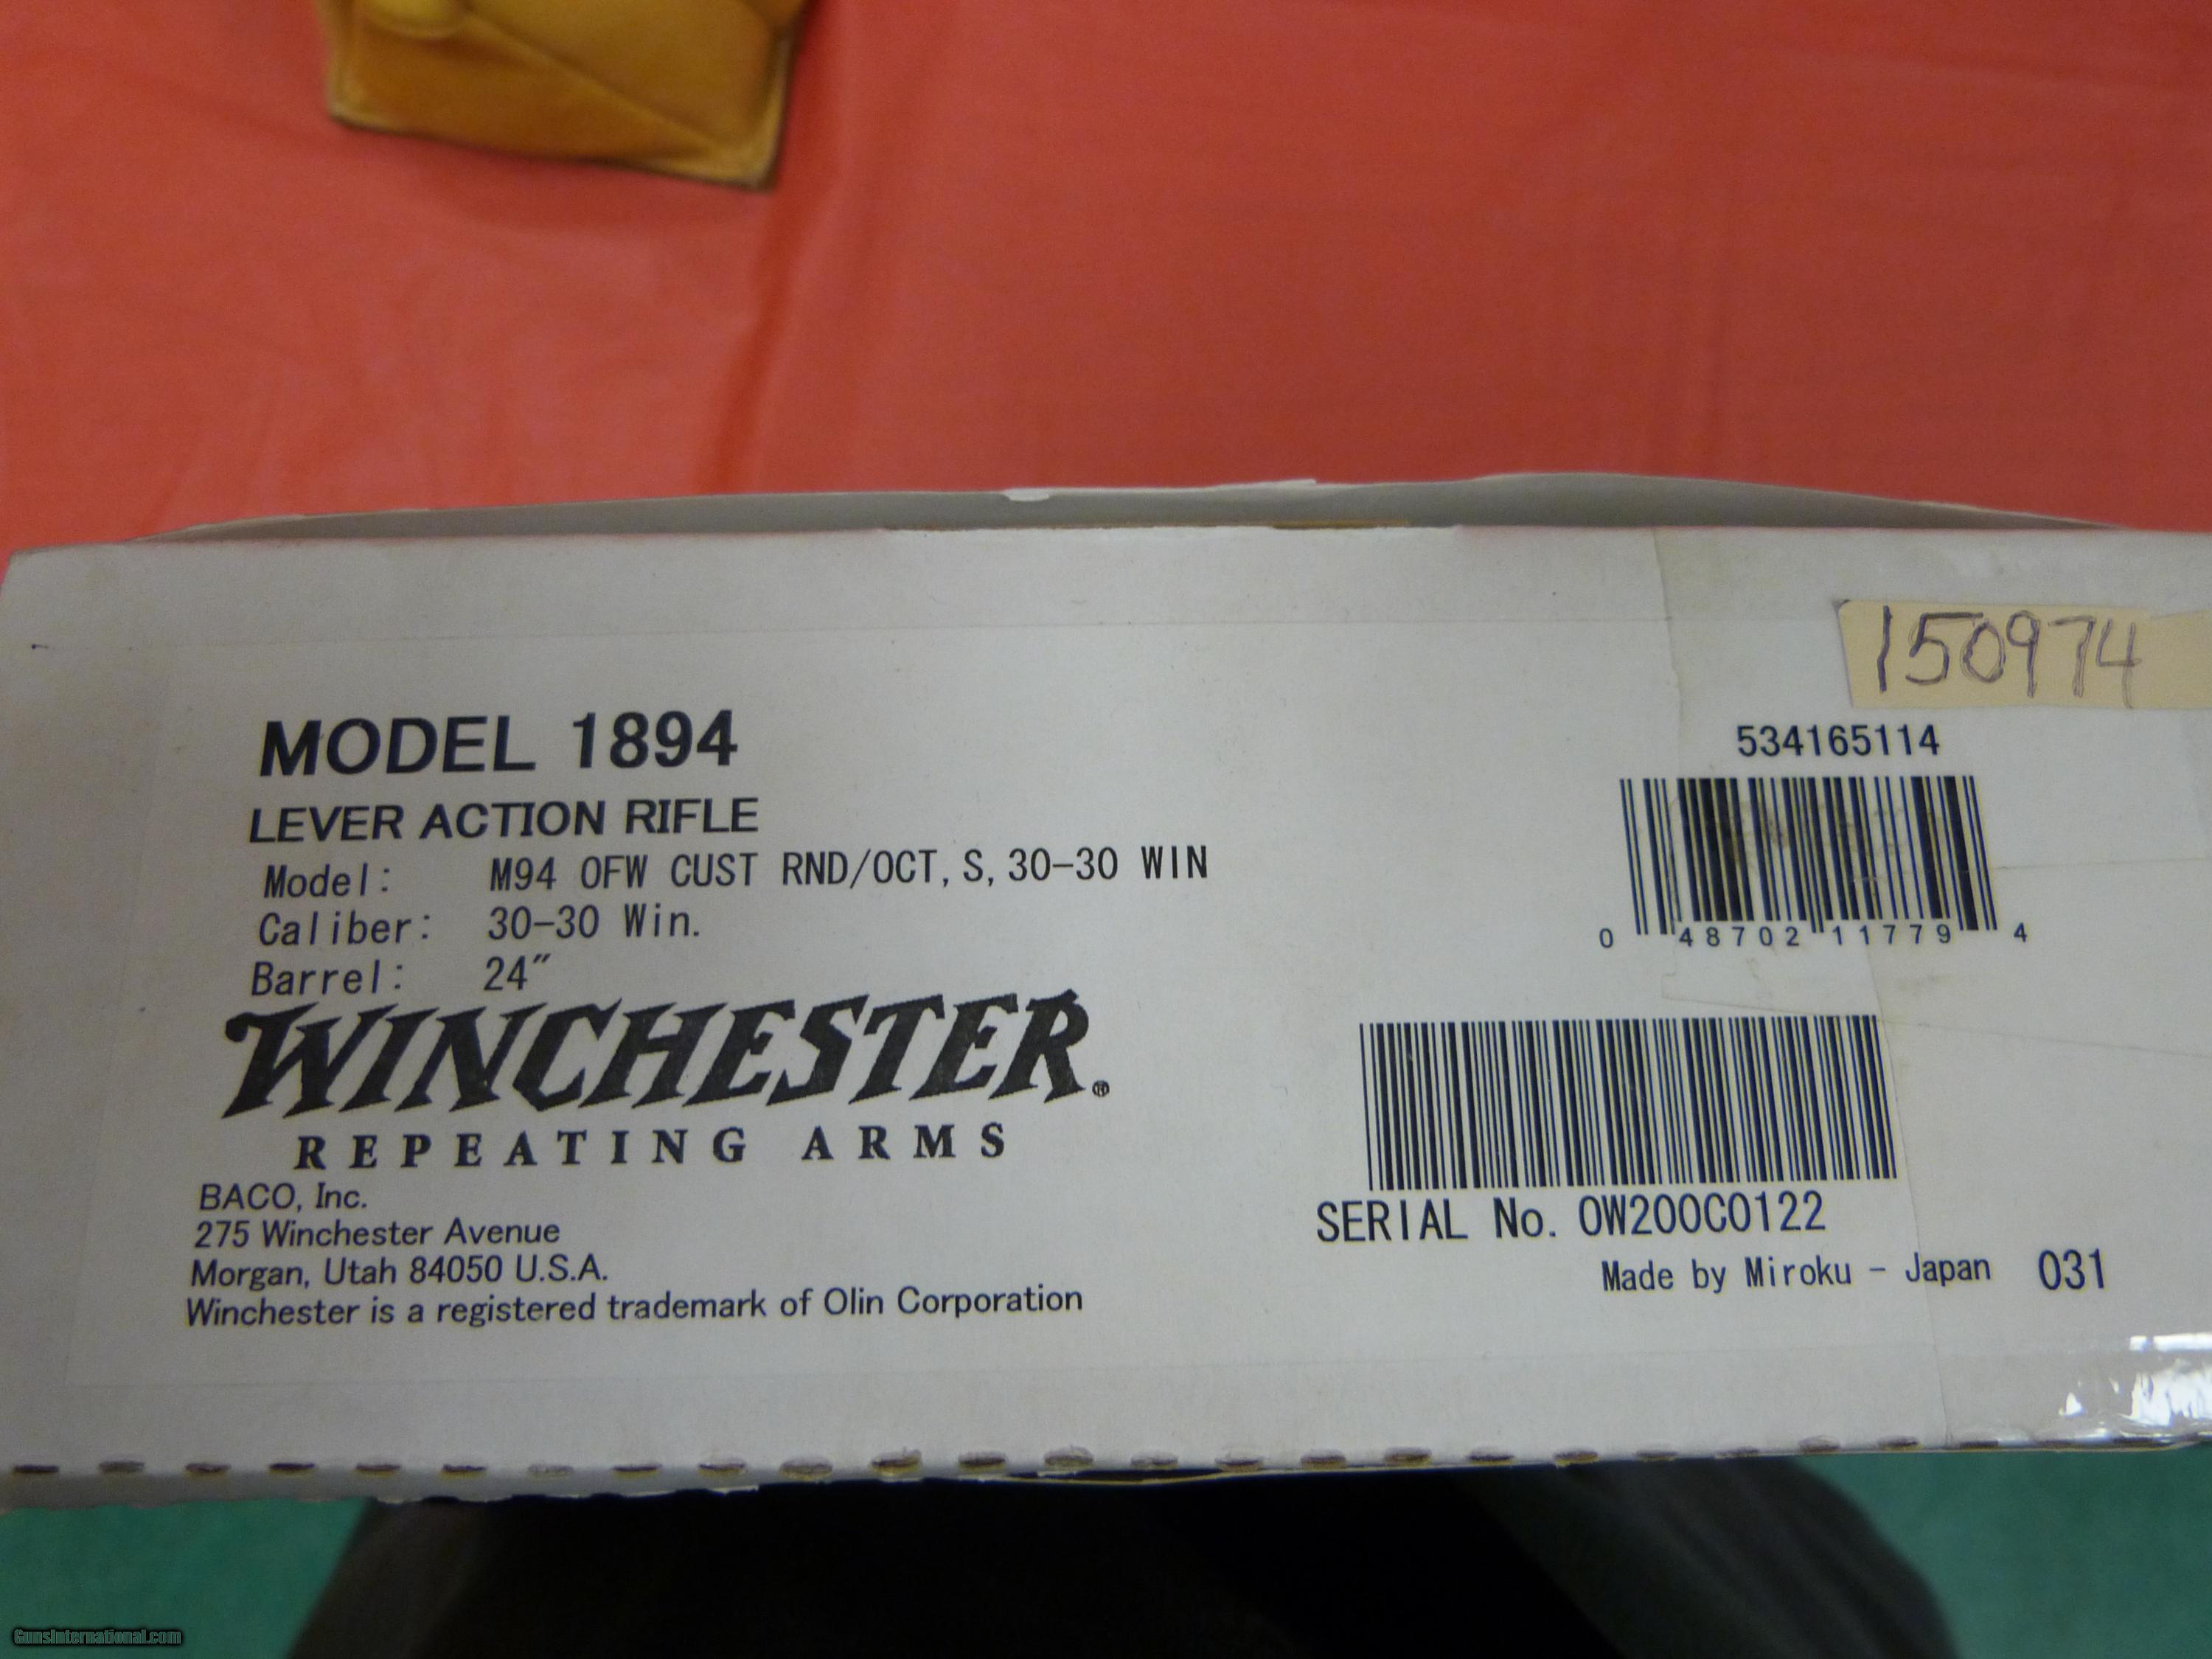 150974
MODEL 1894
LEVER ACTION RIFLE
Model: M94 OFW CUST RND/OCT, S, 30-30 WIN
Caliber: 30-30 Win.
Barrel: 24"
WINCHESTER®
REPEATING ARMS
BACO, Inc.
275 Winchester Avenue
Morgan, Utah 84050 U.S.A.
Winchester is a registered trademark of Olin Corporation
534165114
0 48702 11779 4
SERIAL No. OW200C0122
Made by Miroku - Japan 031
GunsInternational.com